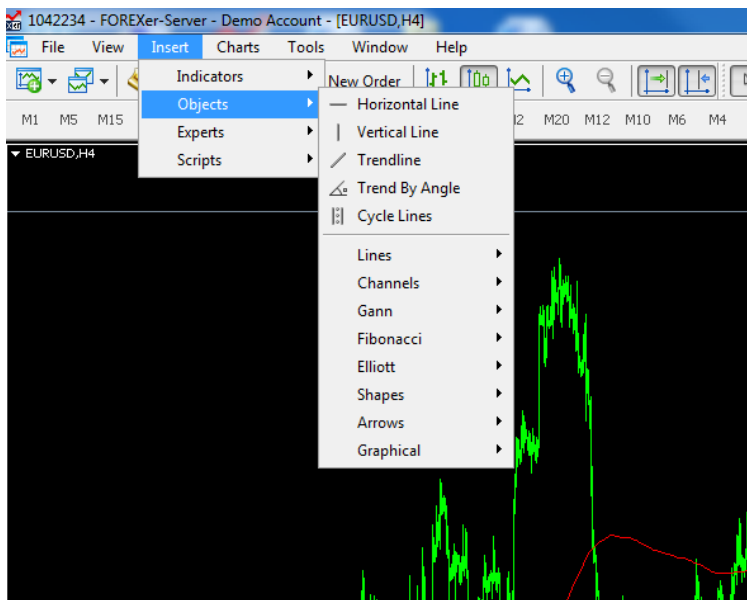 1042234 - FOREXer-Server - Demo Account - [EURUSD,H4]
File View Insert Charts Tools Window Help
Indicators
New Order
Objects
Experts
Scripts
Horizontal Line
Vertical Line
Trendline
Trend By Angle
Cycle Lines
Lines
Channels
Gann
Fibonacci
Elliott
Shapes
Arrows
Graphical
M1 M5 M15 M20 M12 M10 M6 M4
EURUSD,H4